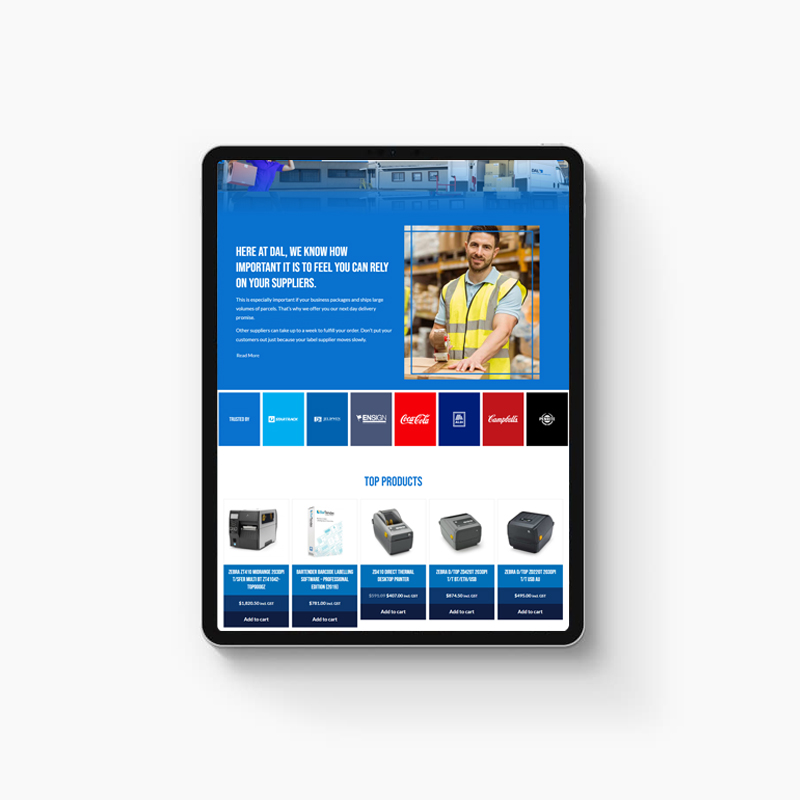 HERE AT DAL, WE KNOW HOW
IMPORTANT IT IS TO FEEL YOU CAN RELY
ON YOUR SUPPLIERS.
This is especially important if your business packages and ships large
volumes of parcels. That's why we offer you our next day delivery
promise.
Other suppliers can take up to a week to fulfill your order. Don't put your
customers out just because your label supplier moves slowly.
Read More
TRUSTED BY
ENSIGN
Coca-Cola
ALDI
Campbell's
TOP PRODUCTS
ZEBRA ZT410 MIDRANGE 203DPI
T/SFER MULTI INT ZT41042-
BARTENDER BARCODE LABELLING
SOFTWARE - PROFESSIONAL
EDITION (2016)
ZD410 DIRECT THERMAL
DESKTOP PRINTER
ZEBRA D/TOP ZD420T 203DPI
T/T BT/ETH/USB
ZEBRA D/TOP ZD220T 203DPI
T/T USB AU
$1,820.50 Incl. GST
$781.00 Incl. GST
$407.00 Incl. GST
$874.50 Incl. GST
$495.00 Incl. GST
Add to cart
Add to cart
Add to cart
Add to cart
Add to cart